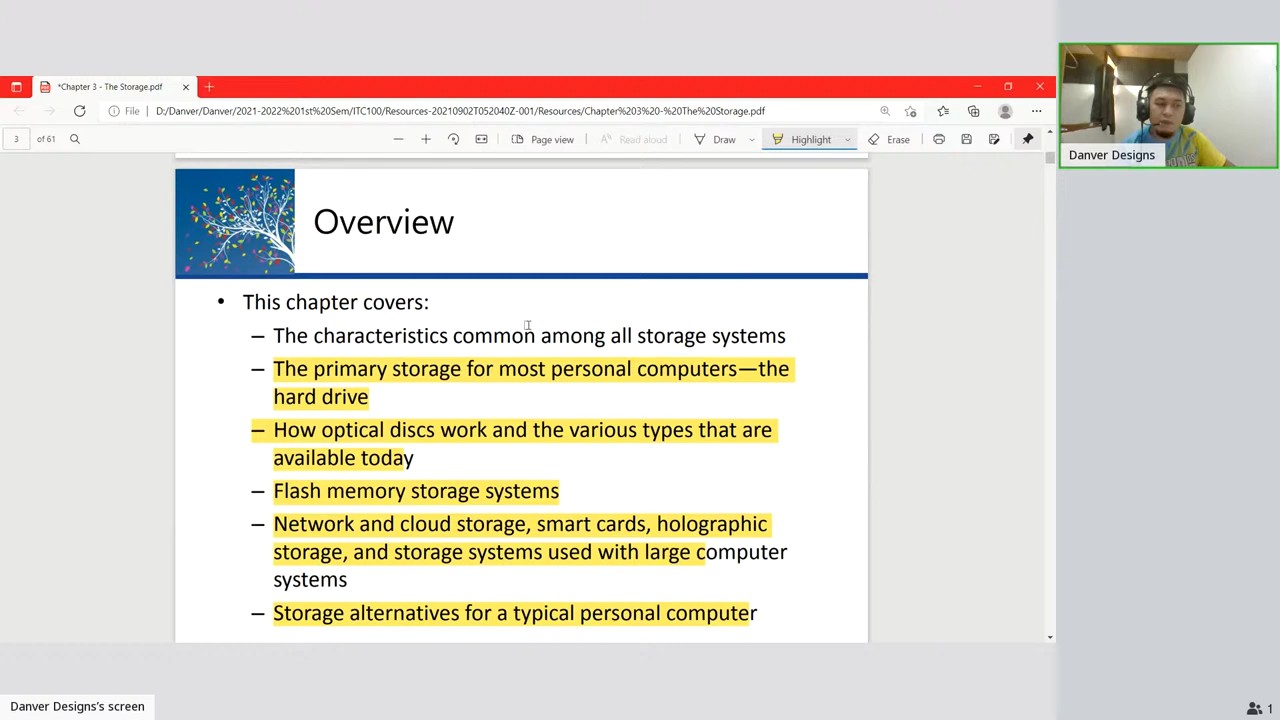 *Chapter 3 - The Storage.pdf
File D:/Danver/Danver/2021-2022%201st%20Sem/ITC100/Resources-20210902T052040Z-001/Resources/Chapter%203%20-%20The%20Storage.pdf
3 of 61 Page view Read aloud Draw Highlight Erase
Danver Designs
Overview
• This chapter covers:
– The characteristics common among all storage systems
– The primary storage for most personal computers—the
hard drive
– How optical discs work and the various types that are
available today
– Flash memory storage systems
– Network and cloud storage, smart cards, holographic
storage, and storage systems used with large computer
systems
– Storage alternatives for a typical personal computer
Danver Designs's screen
1